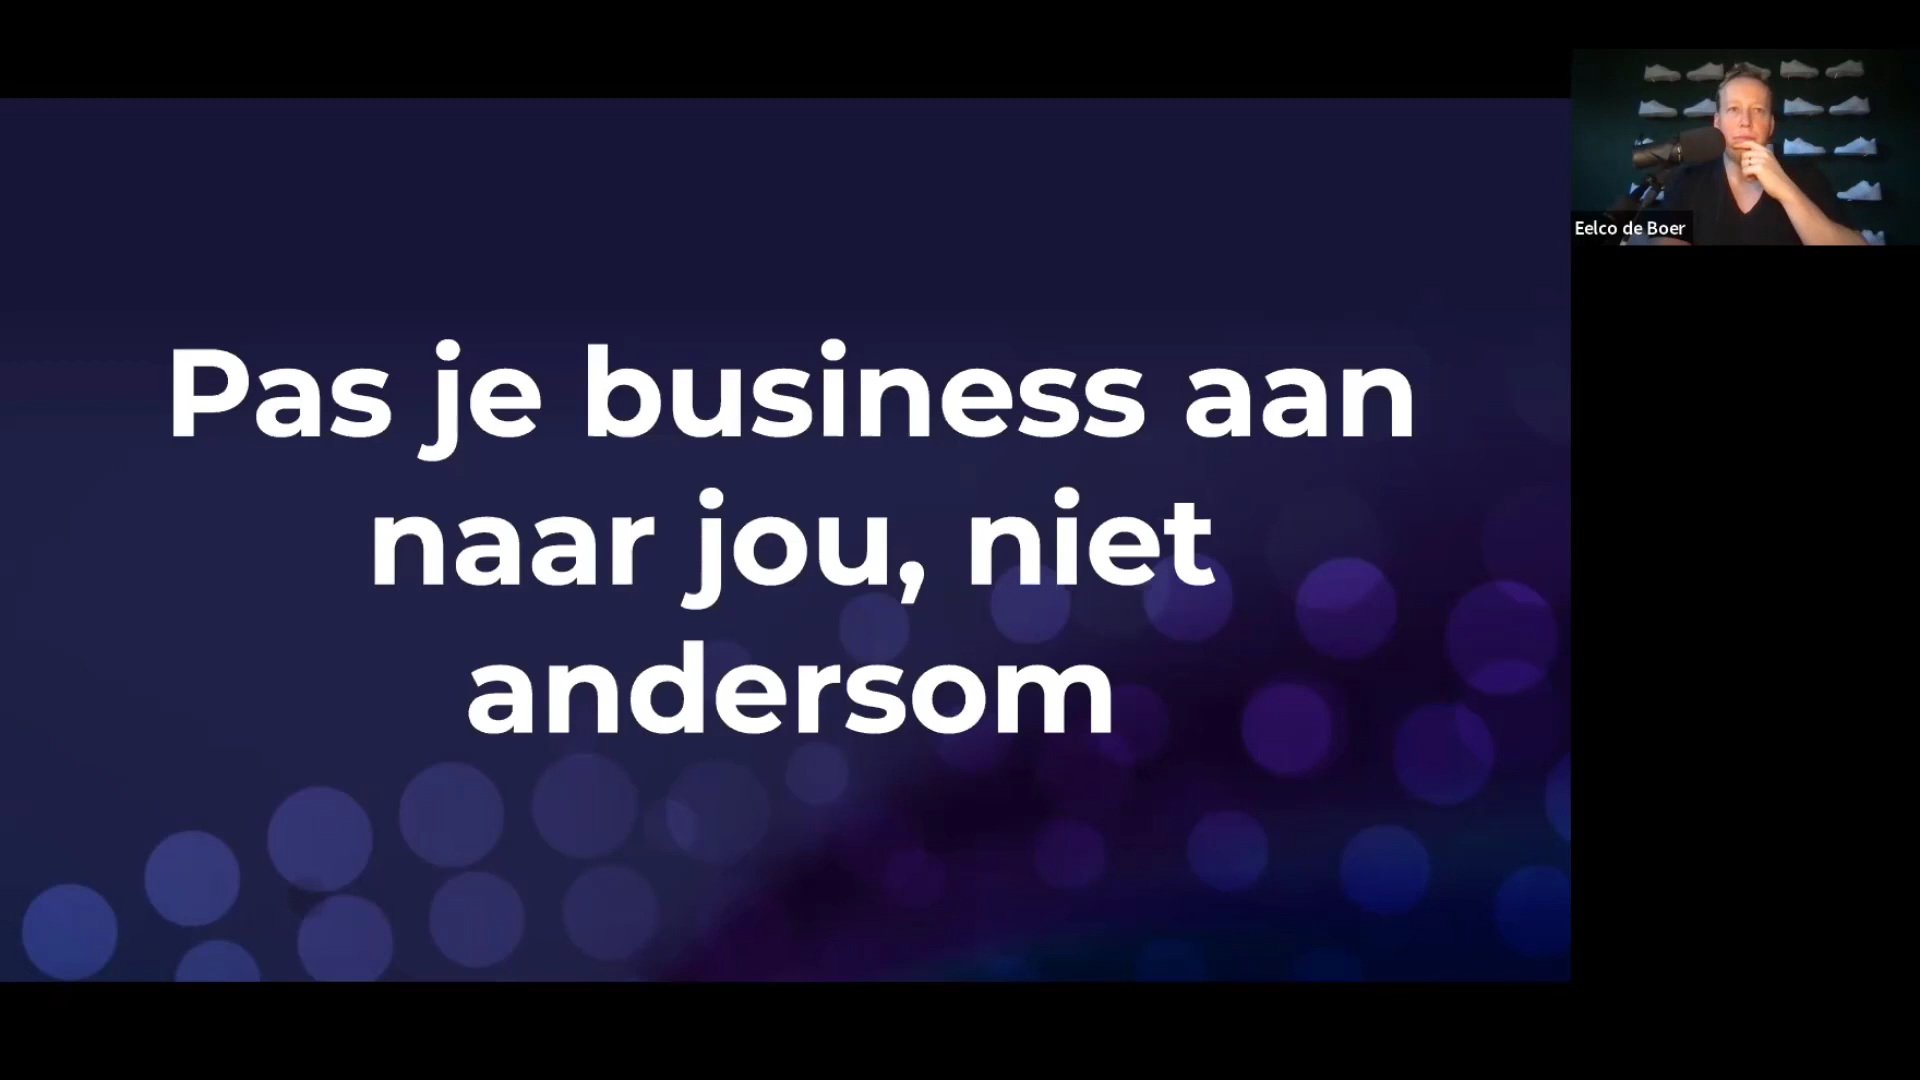 Pas je business aan
naar jou, niet
andersom
Eelco de Boer